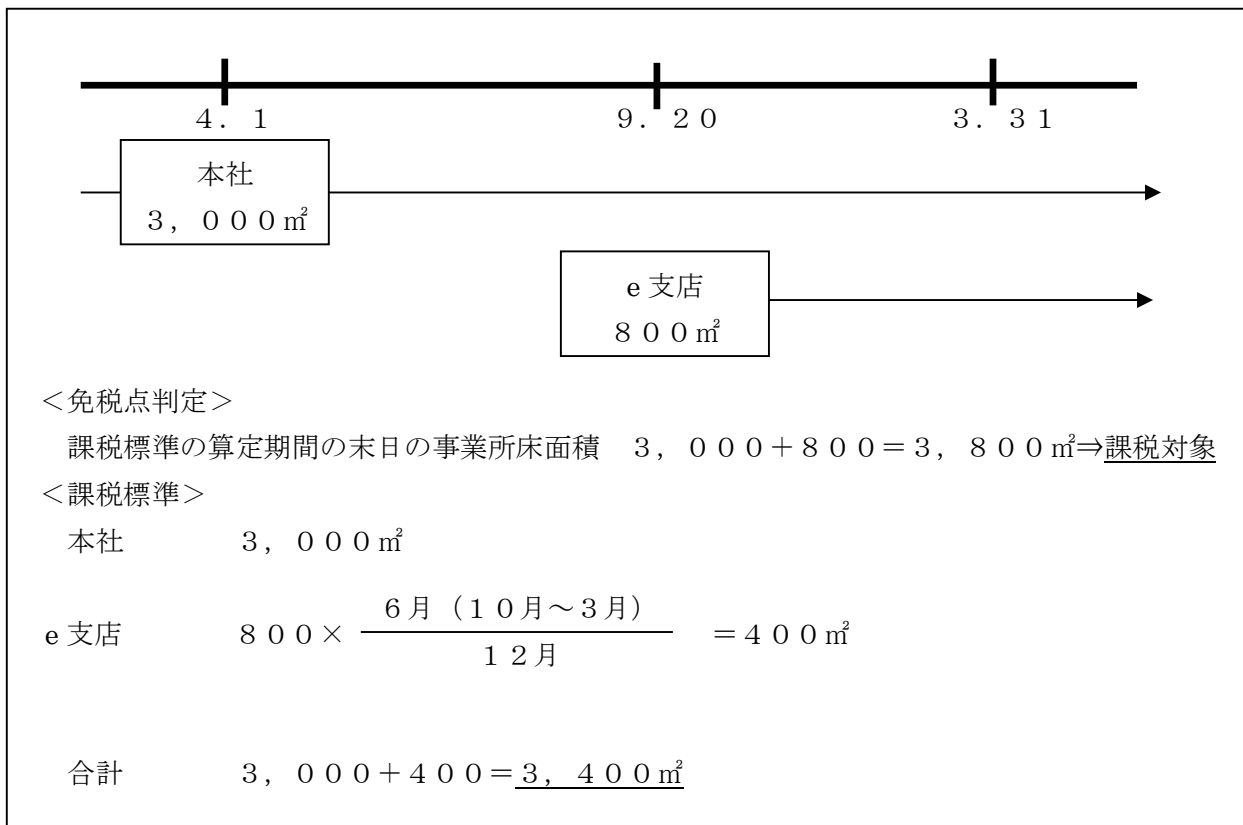 ４．１
９．２０
３．３１
本社
３，０００㎡
e 支店
８００㎡
＜免税点判定＞
課税標準の算定期間の末日の事業所床面積　３，０００＋８００＝３，８００㎡⇒課税対象
＜課税標準＞
本社　３，０００㎡
６月（１０月～３月）
e 支店　８００×　＝４００㎡
１２月
合計　３，０００＋４００＝３，４００㎡